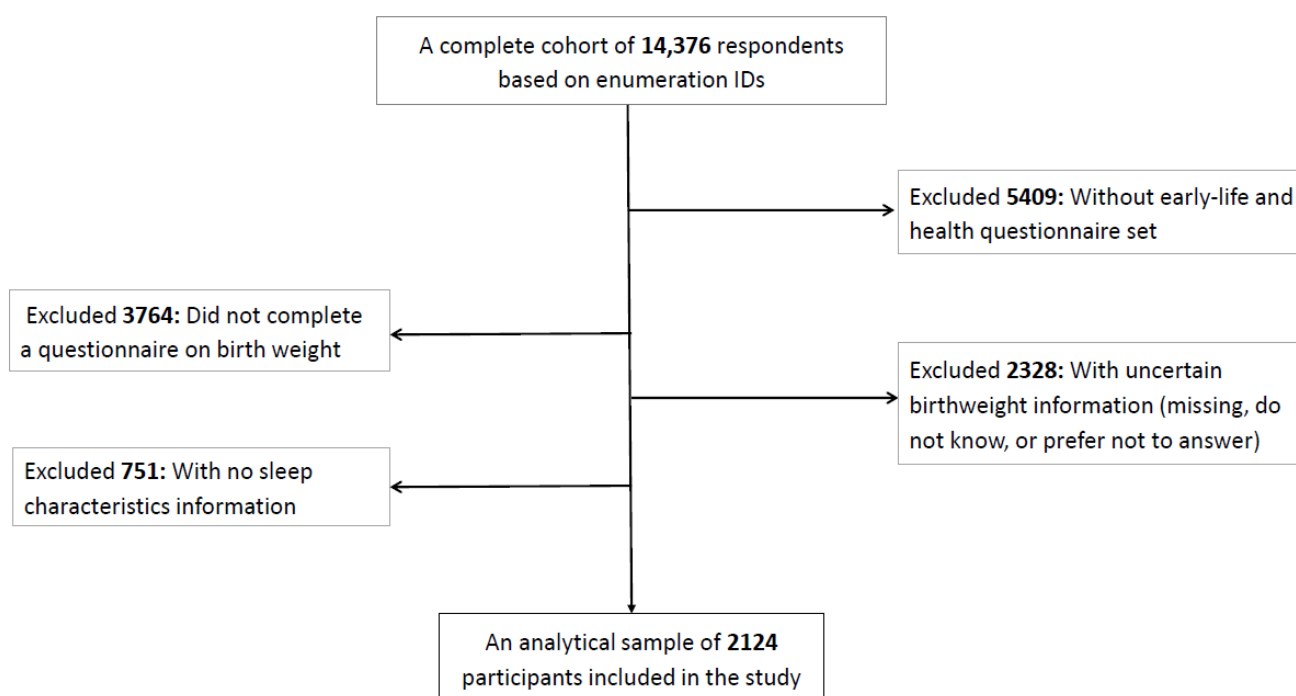 A complete cohort of 14,376 respondents
based on enumeration IDs
Excluded 5409: Without early-life and
health questionnaire set
Excluded 3764: Did not complete
a questionnaire on birth weight
Excluded 2328: With uncertain
birthweight information (missing, do
not know, or prefer not to answer)
Excluded 751: With no sleep
characteristics information
An analytical sample of 2124
participants included in the study